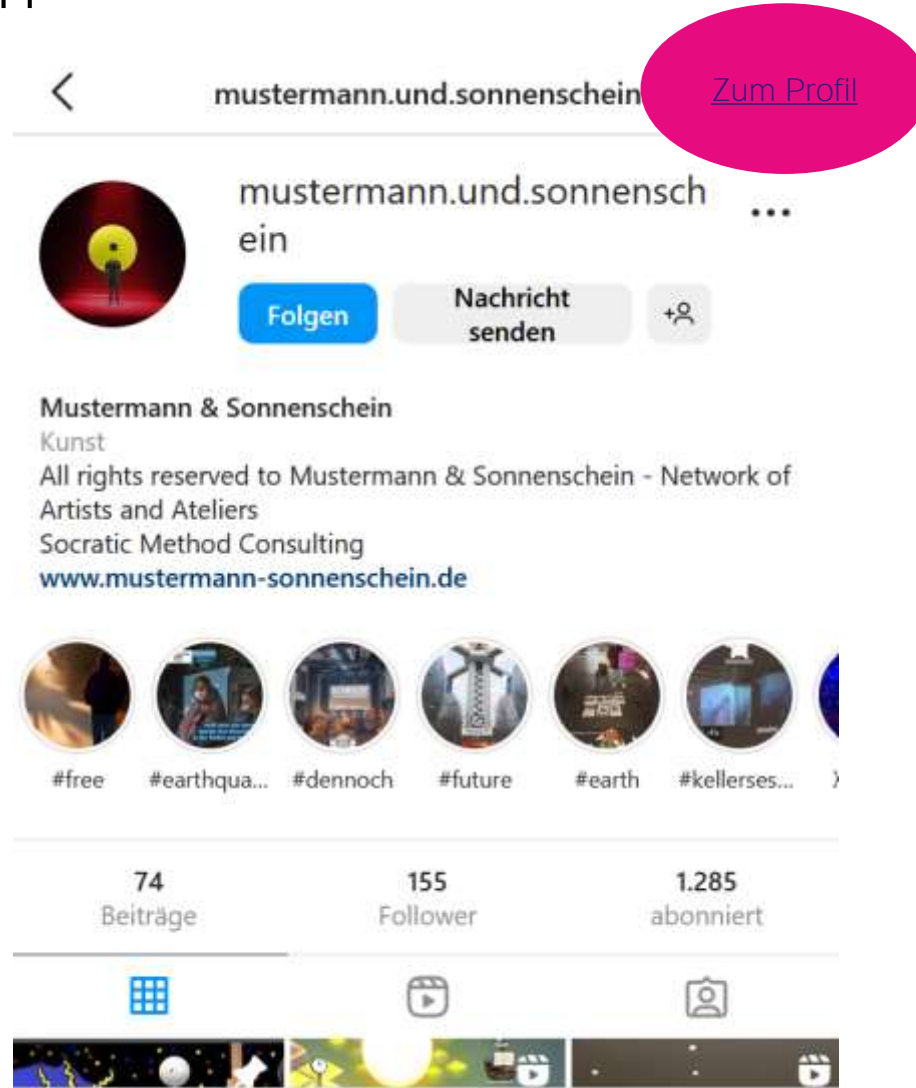 mustermann.und.sonnenschein
Zum Profil
mustermann.und.sonnensch
ein
Folgen
Nachricht
senden
Mustermann & Sonnenschein
Kunst
All rights reserved to Mustermann & Sonnenschein - Network of
Artists and Ateliers
Socratic Method Consulting
www.mustermann-sonnenschein.de
#free #earthqua... #dennoch #future #earth #kellerses...
74 155 1.285
Beiträge Follower abonniert